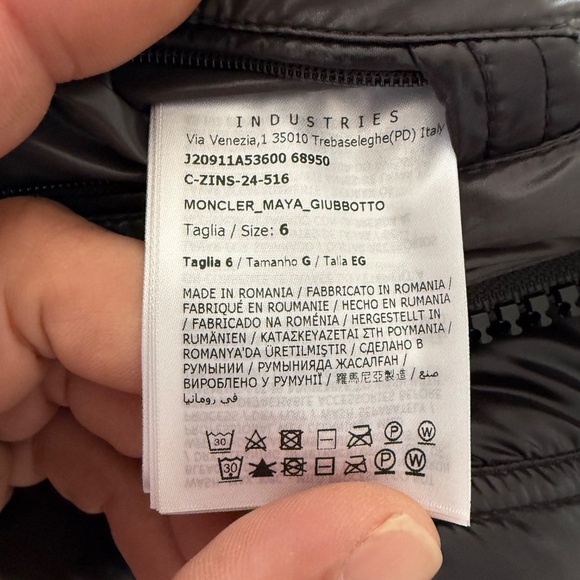 INDUSTRIES
Via Venezia,1 35010 Trebaseleghe(PD) Italy
J20911A53600 68950
C-ZINS-24-516
MONCLER_MAYA_GIUBBOTTO
Taglia / Size: 6
Taglia 6 / Tamanho G / Talla EG
MADE IN ROMANIA / FABBRICATO IN ROMANIA /
FABRIQUÉ EN ROUMANIE / HECHO EN RUMANIA
/ FABRICADO NA ROMÉNIA / HERGESTELLT IN
RUMÄNIEN / ΚΑΤΑΣΚΕΥΑΖΕΤΑΙ ΣΤΗ ΡΟΥΜΑΝΙΑ /
ROMANYA'DA ÜRETILMIŞTIR / СДЕЛАНО В
РУМЫНИИ / РУМЫНИЯДА ЖАСАЛҒАН /
ВИРОБЛЕНО У РУМУНІЇ / 羅馬尼亞製造 / صنع
في رومانيا
30 P W
30 P W